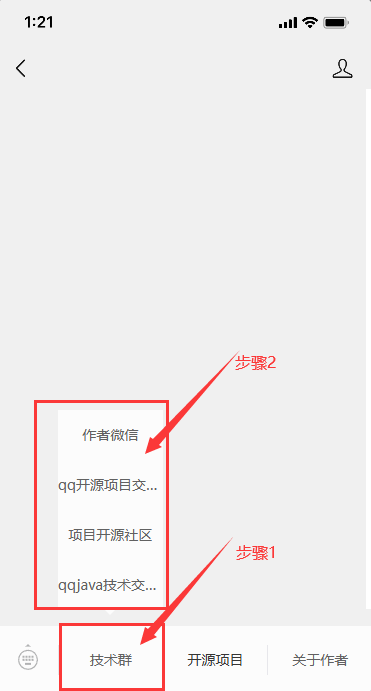 1:21
步骤2
作者微信
qq开源项目交...
项目开源社区
步骤1
qqjava技术交...
技术群
开源项目
关于作者